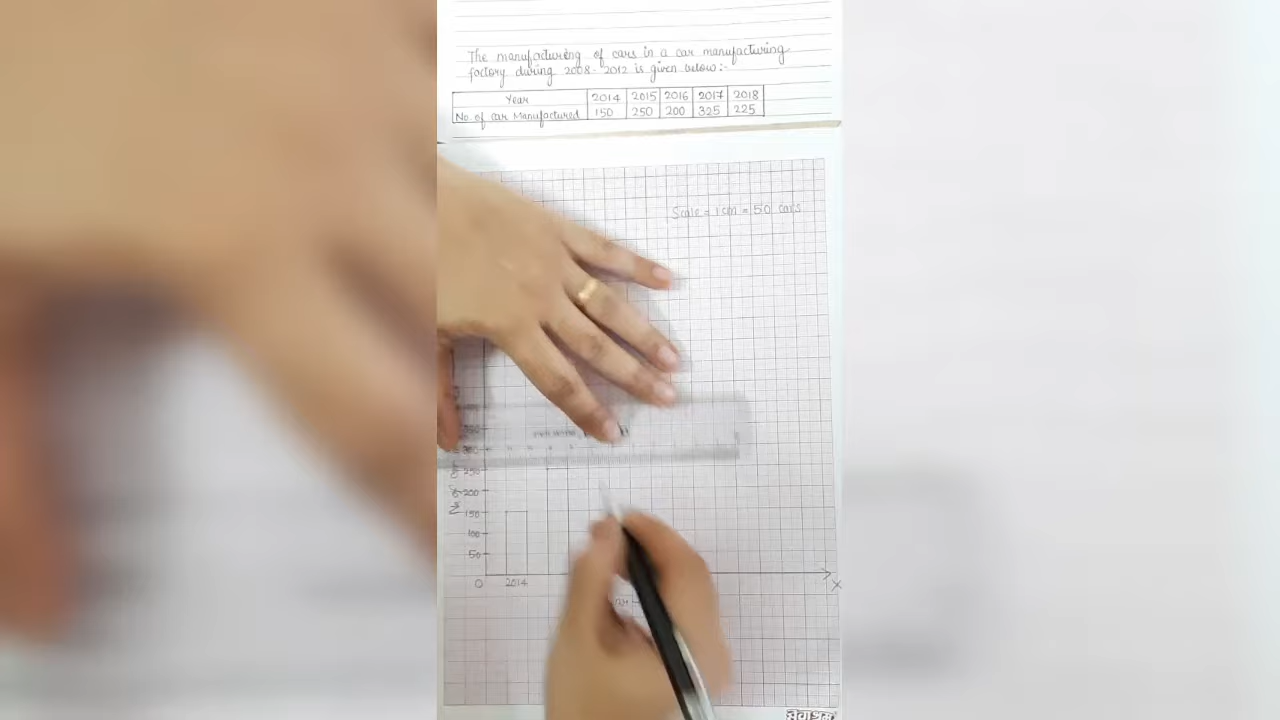 The manufacturing of cars in a car manufacturing
factory during 2008-2012 is given below:-
Year 2014 2015 2016 2017 2018
No. of car Manufactured 150 250 200 325 225
Scale = 1 cm = 50 cars
300
250
200
150
100
50
O 2014
X